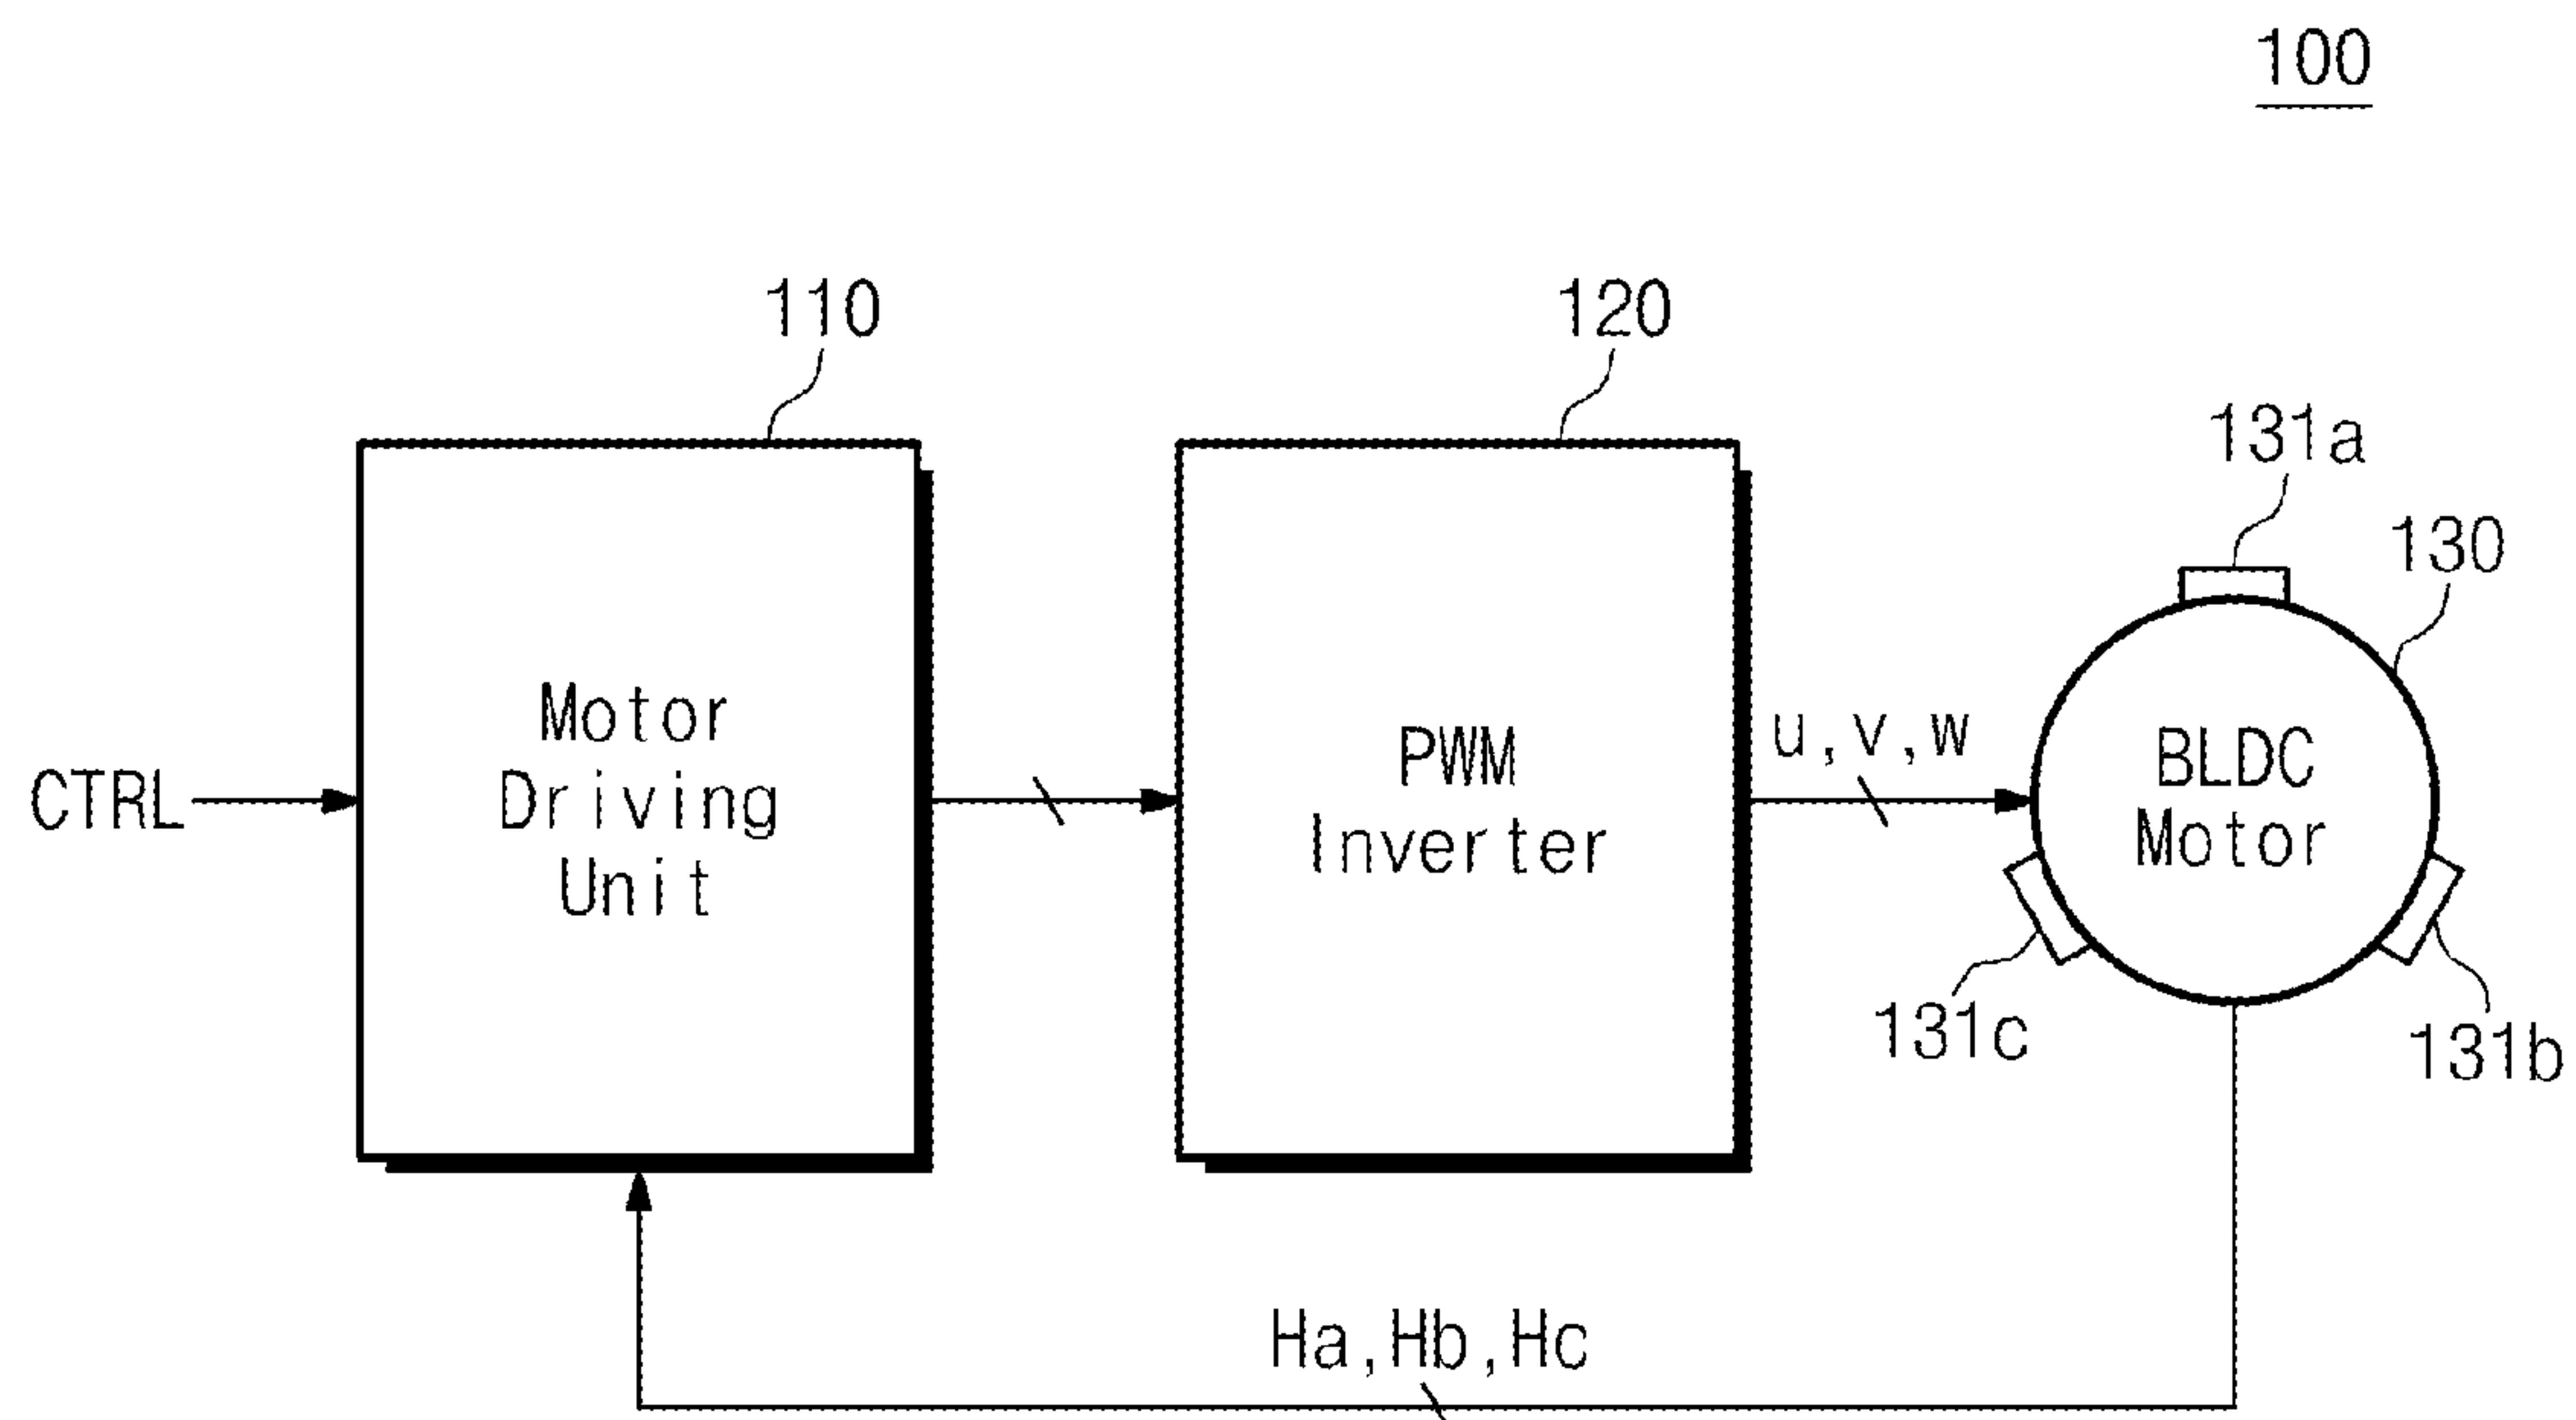 100
110
120
131a
130
Motor
Driving
Unit
PWM
Inverter
u,v,w
BLDC
Motor
CTRL
131c
131b
Ha,Hb,Hc